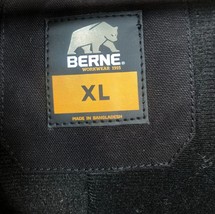 BERNE
WORKWEAR 1915
XL
MADE IN BANGLADESH